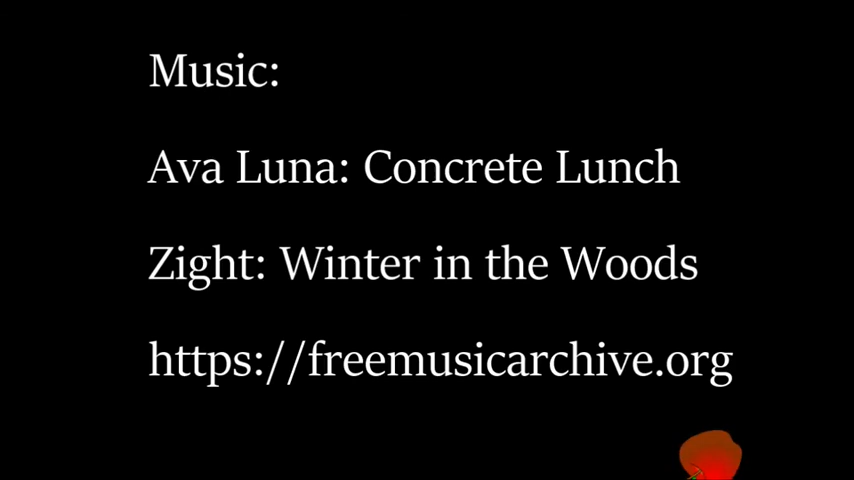 Music:
Ava Luna: Concrete Lunch
Zight: Winter in the Woods
https://freemusicarchive.org